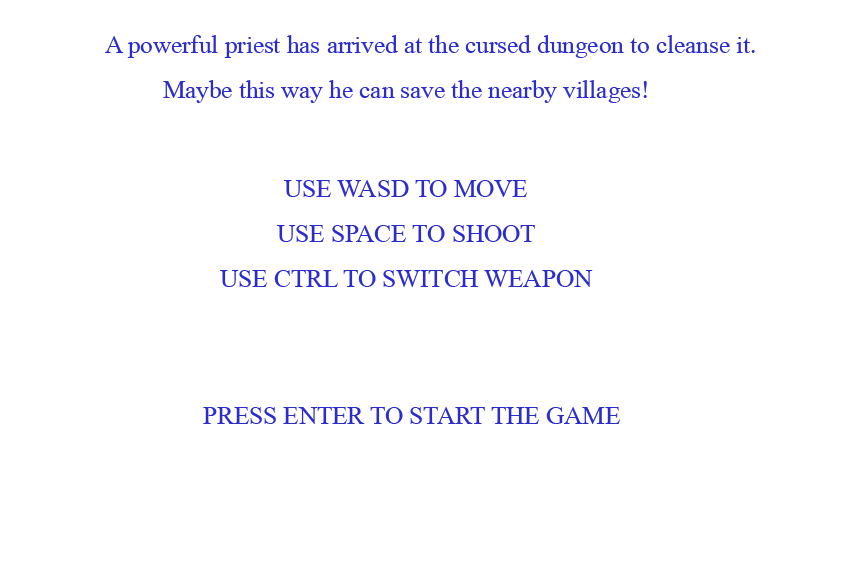 A powerful priest has arrived at the cursed dungeon to cleanse it.
Maybe this way he can save the nearby villages!
USE WASD TO MOVE
USE SPACE TO SHOOT
USE CTRL TO SWITCH WEAPON
PRESS ENTER TO START THE GAME